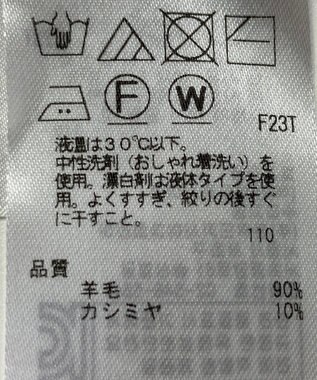 F W
F23T
液温は30℃以下。
中性洗剤（おしゃれ着洗い）を
使用。漂白剤は液体タイプを使
用。よくすすぎ、絞りの後すぐ
に干すこと。
110
品質
羊毛 90%
カシミヤ 10%